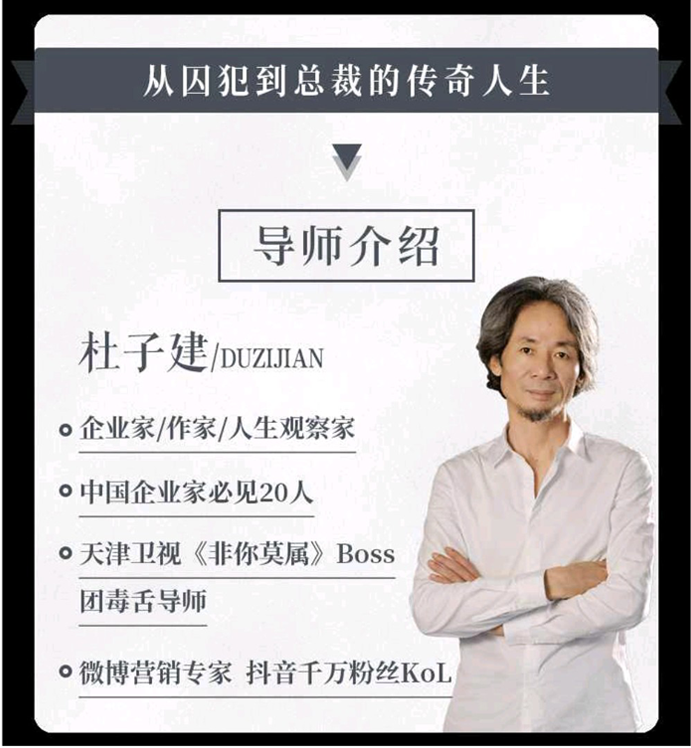 从囚犯到总裁的传奇人生
导师介绍
杜子建/DUZIJIAN
企业家/作家/人生观察家
中国企业家必见20人
天津卫视《非你莫属》Boss
团毒舌导师
微博营销专家 抖音千万粉丝KoL